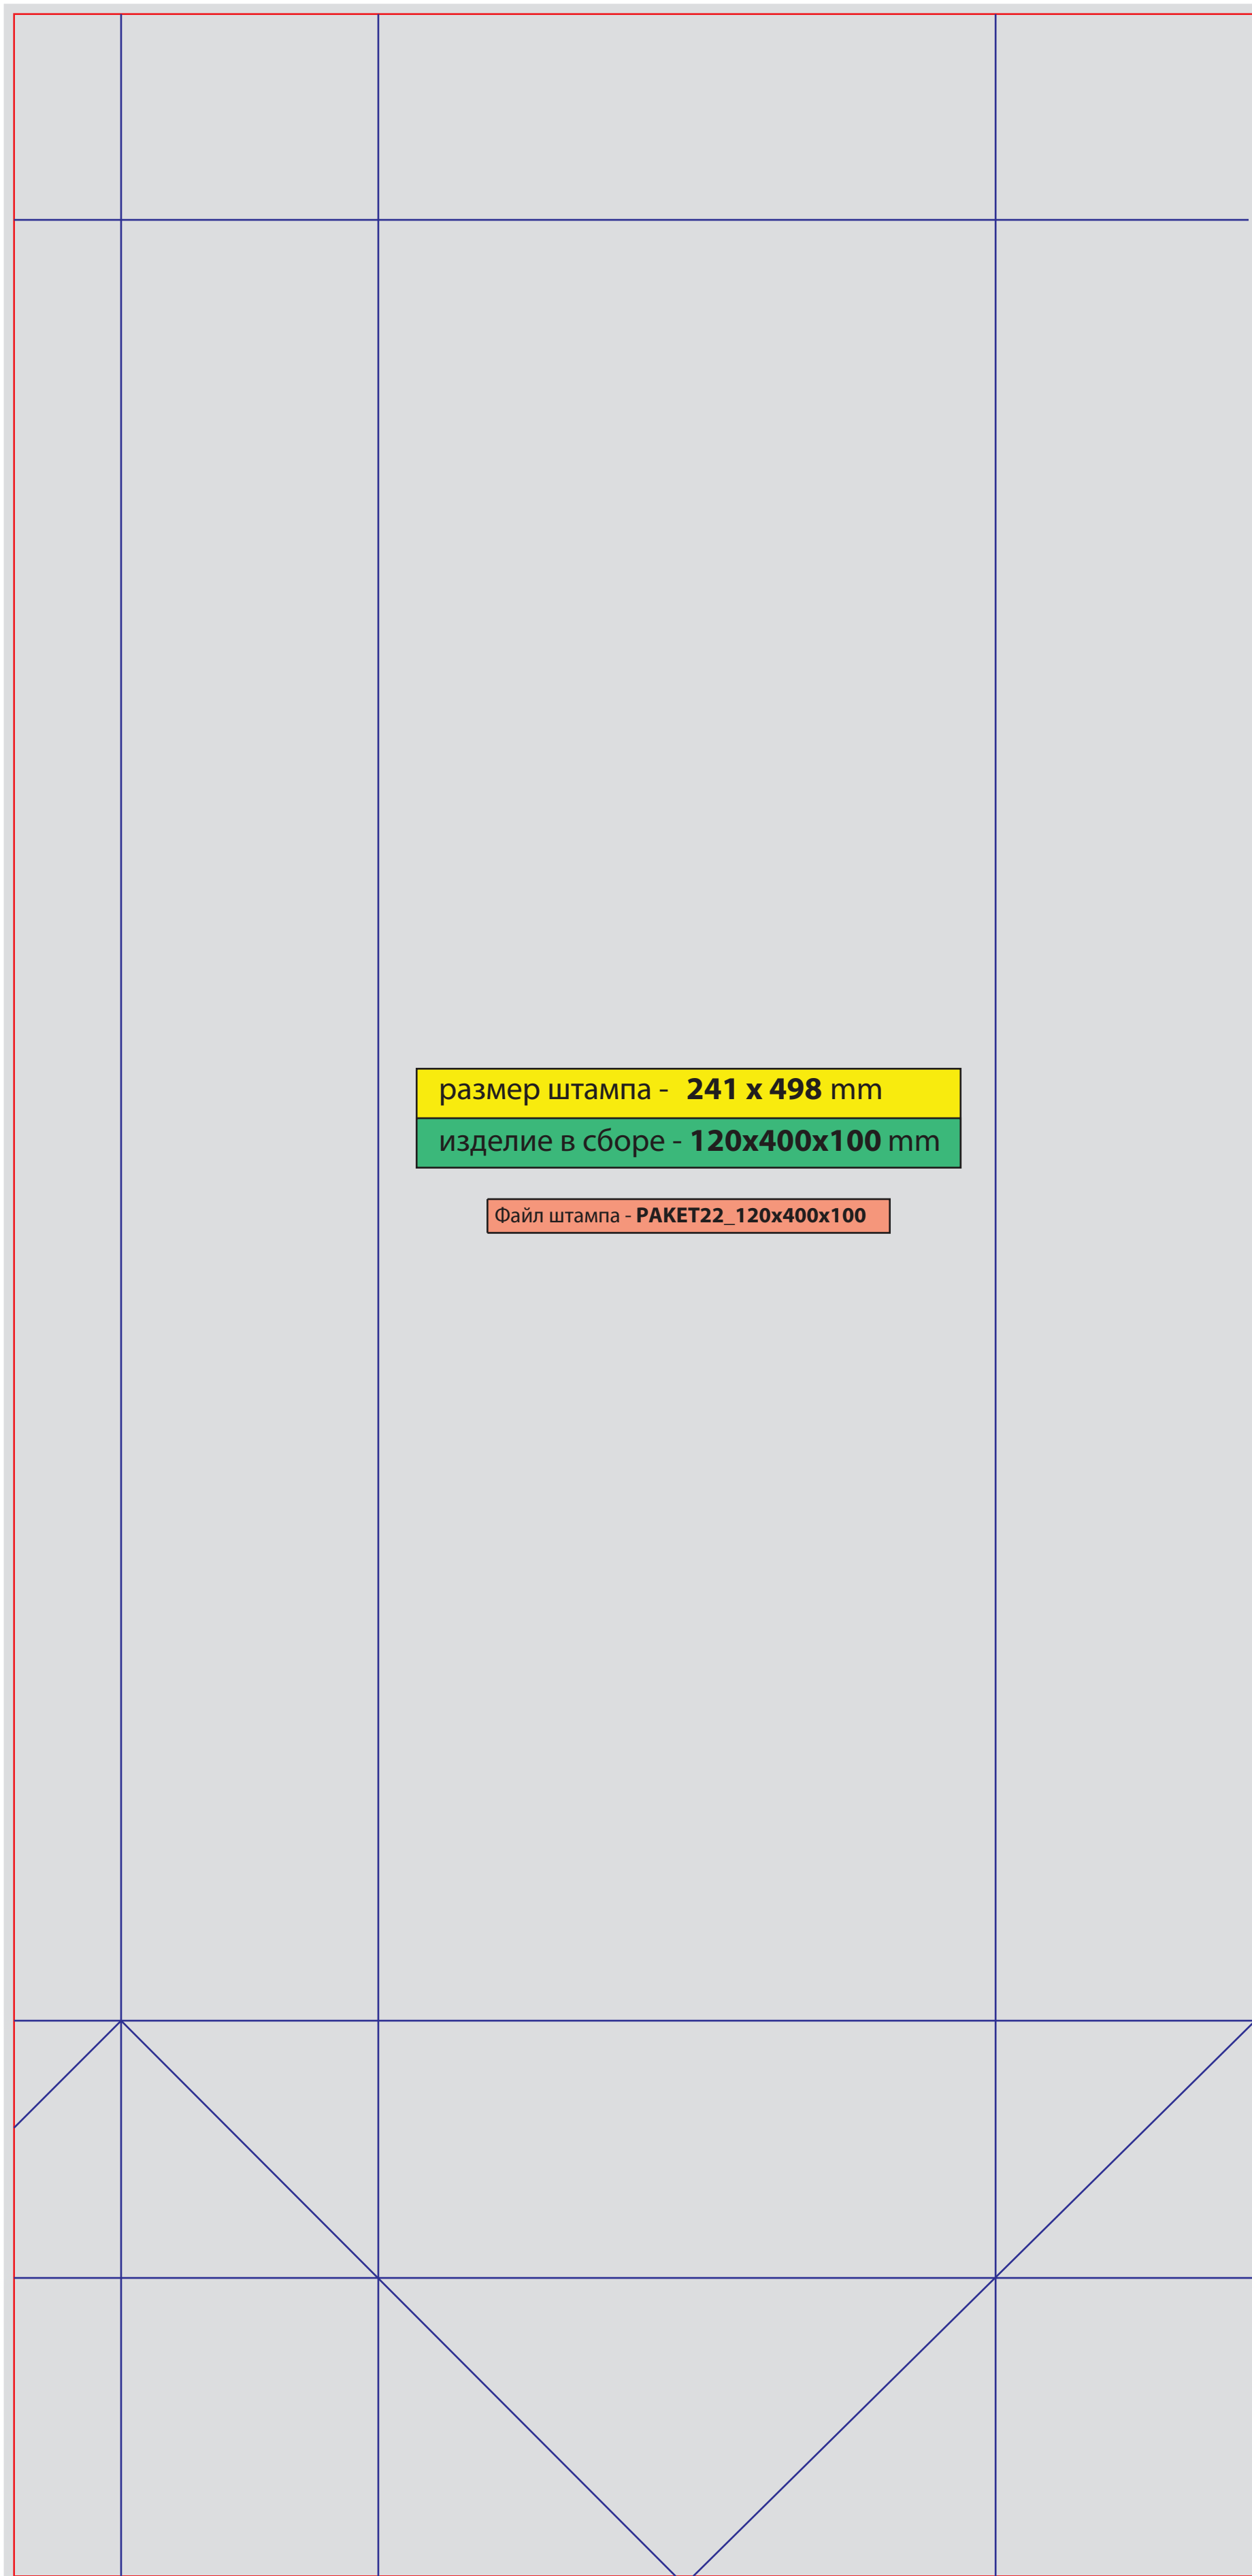 размер штампа - 241 x 498 mm
изделие в сборе - 120x400x100 mm
Файл штампа - PAKET22_120x400x100